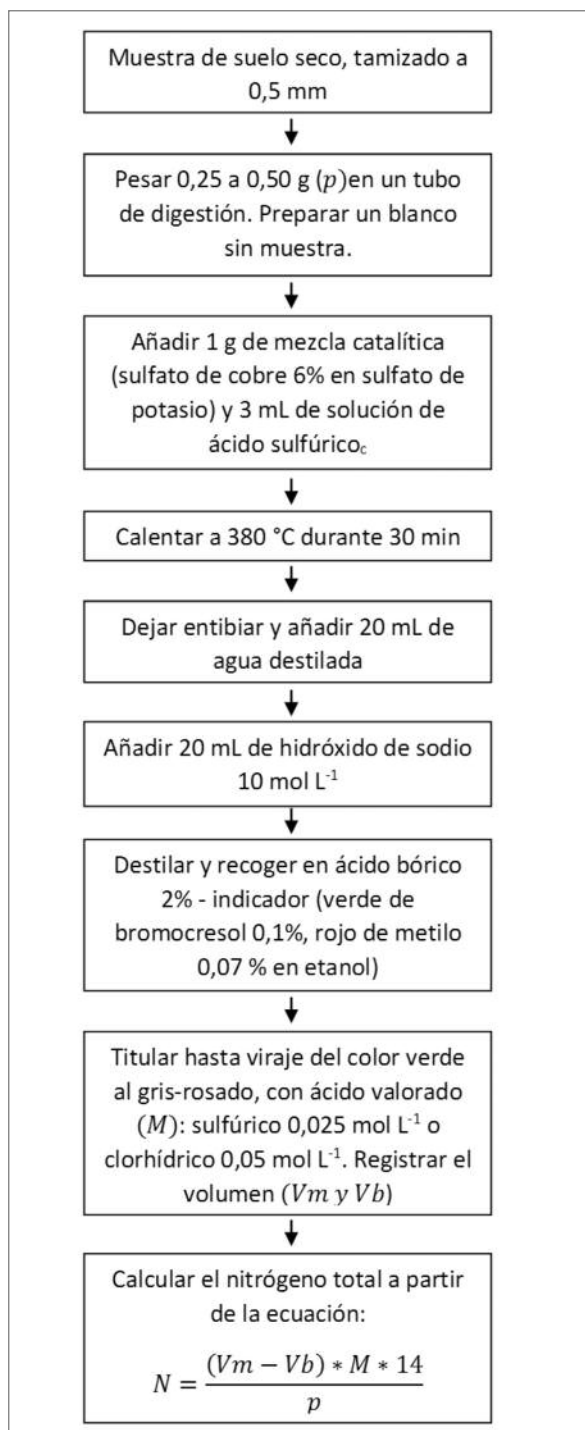 Muestra de suelo seco, tamizado a
0,5 mm
Pesar 0,25 a 0,50 g (p)en un tubo
de digestión. Preparar un blanco
sin muestra.
Añadir 1 g de mezcla catalítica
(sulfato de cobre 6% en sulfato de
potasio) y 3 mL de solución de
ácido sulfúrico꜀
Calentar a 380 °C durante 30 min
Dejar entibiar y añadir 20 mL de
agua destilada
Añadir 20 mL de hidróxido de sodio
10 mol L⁻¹
Destilar y recoger en ácido bórico
2% - indicador (verde de
bromocresol 0,1%, rojo de metilo
0,07 % en etanol)
Titular hasta viraje del color verde
al gris-rosado, con ácido valorado
(M): sulfúrico 0,025 mol L⁻¹ o
clorhídrico 0,05 mol L⁻¹. Registrar el
volumen (Vm y Vb)
Calcular el nitrógeno total a partir
de la ecuación:
N = (Vm − Vb) * M * 14 / p